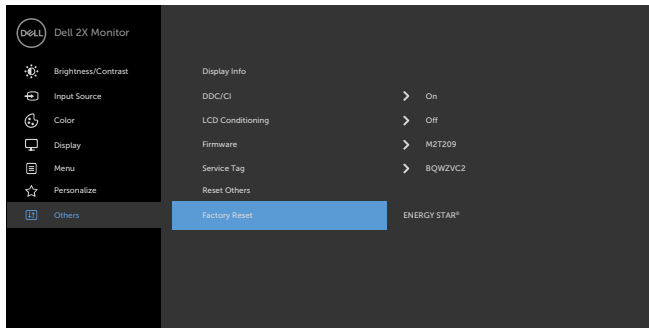 DELL Dell 2X Monitor
Brightness/Contrast
Input Source
Color
Display
Menu
Personalize
Others
Display Info
DDC/CI On
LCD Conditioning Off
Firmware M2T209
Service Tag BQWZVC2
Reset Others
Factory Reset ENERGY STAR®